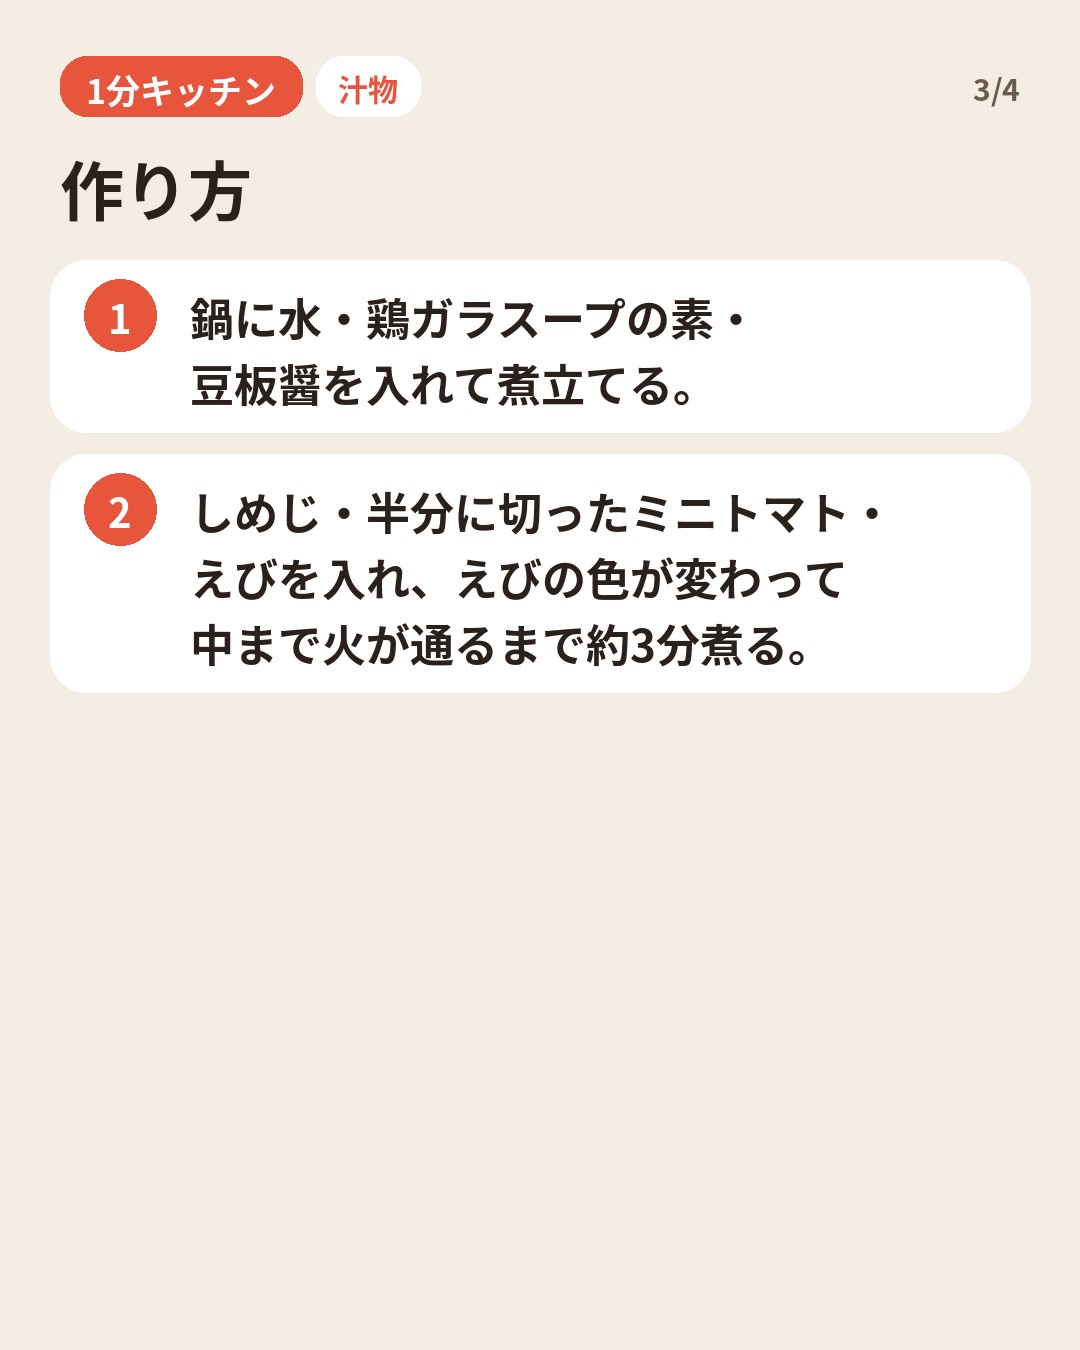 1分キッチン 汁物 3/4
作り方
1 鍋に水・鶏ガラスープの素・
豆板醤を入れて煮立てる。
2 しめじ・半分に切ったミニトマト・
えびを入れ、えびの色が変わって
中まで火が通るまで約3分煮る。